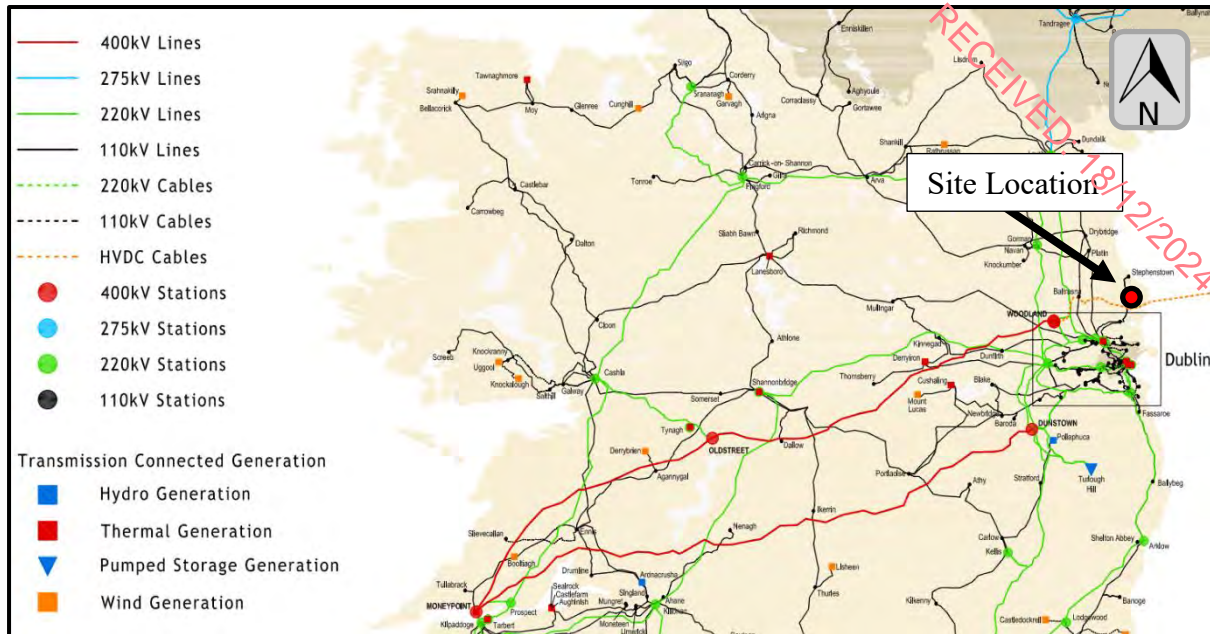 400kV Lines
275kV Lines
220kV Lines
110kV Lines
220kV Cables
110kV Cables
HVDC Cables
400kV Stations
275kV Stations
220kV Stations
110kV Stations
Transmission Connected Generation
Hydro Generation
Thermal Generation
Pumped Storage Generation
Wind Generation
RECEIVED: 18/12/2024
N
Site Location
Dublin
Enniskillen
Tandragee
Lisdrum
Sligo
Corderry
Srananagh
Garvagh
Arigna
Tawnaghmore
Srahnakilly
Bellacorick
Moy
Glenree
Cunghill
Corraclassy
Aghyoule
Gortawee
Shankill
Rathrussan
Dundalk
Carrick-on- Shannon
Flagford
Tonroe
Arva
Castlebar
Carrowbeg
Dalton
Sliabh Bawn
Richmond
Lanesboro
Gorman
Navan
Knockumber
Drybridge
Platin
Stephenstown
Mullingar
WOODLAND
Cloon
Athlone
Kinnegad
Derryiron
Dunfirth
Thornsberry
Cushaling
Blake
Mount
Lucas
Newbridge
Baroda
Screeb
Knockranny
Uggool
Knockalough
Salthill
Galway
Cashla
Somerset
Shannonbridge
Fassaroe
Tynagh
OLDSTREET
Dallow
DUNSTOWN
Pollaphuca
Derrybrien
Agannygal
Portlaoise
Athy
Stratford
Turlough
Hill
Ballybeg
Ikerrin
Nenagh
Slievecallan
Ennis
Booltiagh
Carlow
Kellis
Shelton Abbey
Arklow
Drumline
Ardnacrusha
Lisheen
Tullabrack
Sealrock
Castlefarm
Aughinish
Singland
Mungret
Ahane
Killonan
Moneteen
Limerick
Thurles
Kilkenny
MONEYPOINT
Prospect
Kilpaddoge
Tarbert
Banoge
Castledockrell
Lodgewood